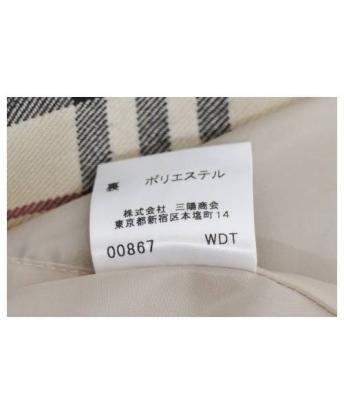 裏 ポリエステル
株式会社 三陽商会
東京都新宿区本塩町14
00867 WDT